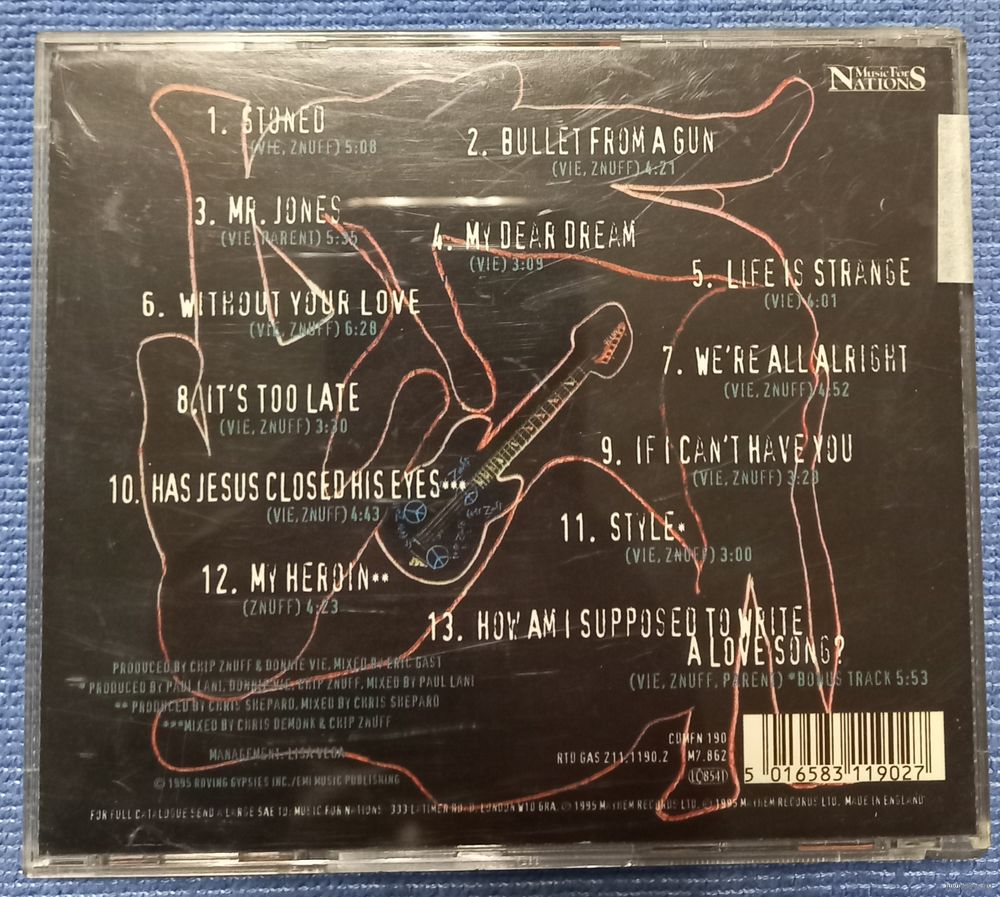 Music For
NATIONS
1. STONED
(VIE, ZNUFF) 5:08
2. BULLET FROM A GUN
(VIE, ZNUFF) 4:21
3. MR. JONES
(VIE, PARENT) 5:35
4. MY DEAR DREAM
(VIE) 3:09
5. LIFE IS STRANGE
(VIE) 4:01
6. WITHOUT YOUR LOVE
(VIE, ZNUFF) 6:28
7. WE'RE ALL ALRIGHT
(VIE, ZNUFF) 4:52
8. IT'S TOO LATE
(VIE, ZNUFF) 3:30
9. IF I CAN'T HAVE YOU
(VIE, ZNUFF) 3:28
10. HAS JESUS CLOSED HIS EYES***
(VIE, ZNUFF) 4:43
11. STYLE*
(VIE, ZNUFF) 3:00
12. MY HEROIN**
(ZNUFF) 4:23
13. HOW AM I SUPPOSED TO WRITE
A LOVE SONG?
(VIE, ZNUFF, PARENT) *BONUS TRACK 5:53
PRODUCED BY CHIP ZNUFF & DONNIE VIE, MIXED BY ERIC GAST
*PRODUCED BY PAUL LANI, DONNIE VIE, CHIP ZNUFF, MIXED BY PAUL LANI
** PRODUCED BY CHRIS SHEPARD, MIXED BY CHRIS SHEPARD
***MIXED BY CHRIS DEMONK & CHIP ZNUFF
MANAGEMENT: LISA VEGA
© 1995 ROVING GYPSIES INC./EMI MUSIC PUBLISHING
CDMFN 190
RTD GAS Z11.1190.2 M7.862
LC8541
5 016583 119027
FOR FULL CATALOGUE SEND A LARGE SAE TO: MUSIC FOR NATIONS 333 LATIMER ROAD, LONDON W10 6RA. ℗ 1995 MAYHEM RECORDS LTD. © 1995 MAYHEM RECORDS LTD. MADE IN ENGLAND